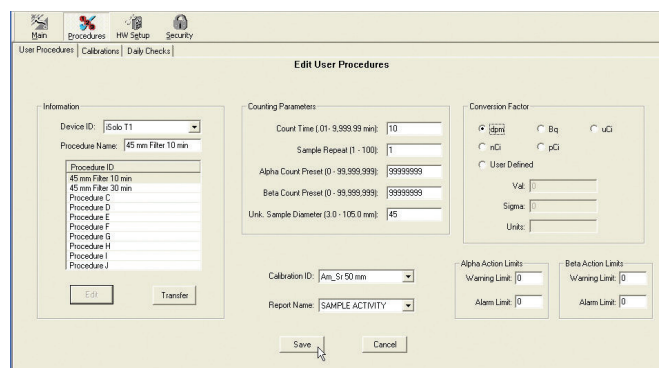 Main Procedures HW Setup Security
User Procedures Calibrations Daily Checks
Edit User Procedures
Information
Device ID: iSolo T1
Procedure Name: 45 mm Filter 10 min
Procedure ID
45 mm Filter 10 min
45 mm Filter 30 min
Procedure C
Procedure D
Procedure E
Procedure F
Procedure G
Procedure H
Procedure I
Procedure J
Edit Transfer
Counting Parameters
Count Time (.01- 9,999.99 min): 10
Sample Repeat (1 - 100): 1
Alpha Count Preset (0 - 99,999,999): 99999999
Beta Count Preset (0 - 99,999,999): 99999999
Unk. Sample Diameter (3.0 - 105.0 mm): 45
Conversion Factor
dpm Bq uCi
nCi pCi
User Defined
Val: 0
Sigma: 0
Units:
Calibration ID: Am_Sr 50 mm
Report Name: SAMPLE ACTIVITY
Alpha Action Limits
Warning Limit: 0
Alarm Limit: 0
Beta Action Limits
Warning Limit: 0
Alarm Limit: 0
Save Cancel